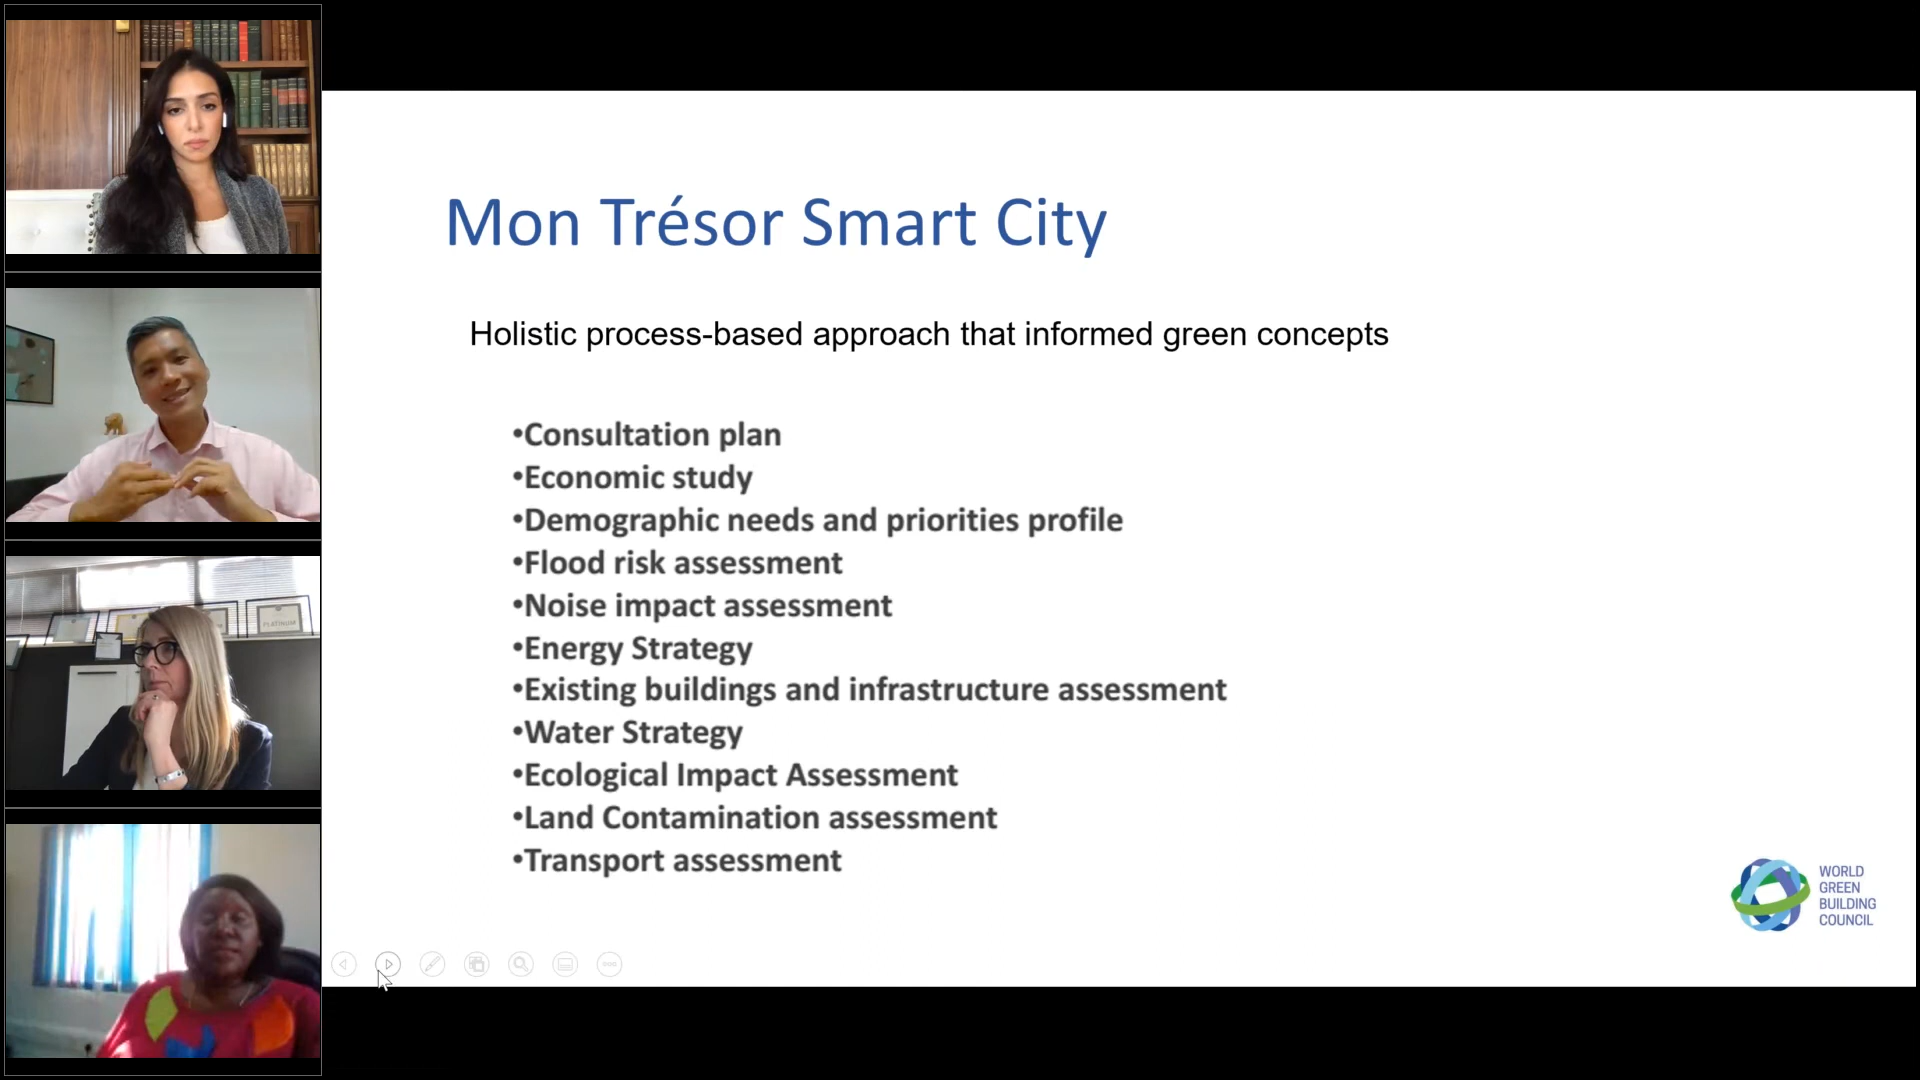 Mon Trésor Smart City
Holistic process-based approach that informed green concepts
•Consultation plan
•Economic study
•Demographic needs and priorities profile
•Flood risk assessment
•Noise impact assessment
•Energy Strategy
•Existing buildings and infrastructure assessment
•Water Strategy
•Ecological Impact Assessment
•Land Contamination assessment
•Transport assessment
WORLD
GREEN
BUILDING
COUNCIL
PLATINUM